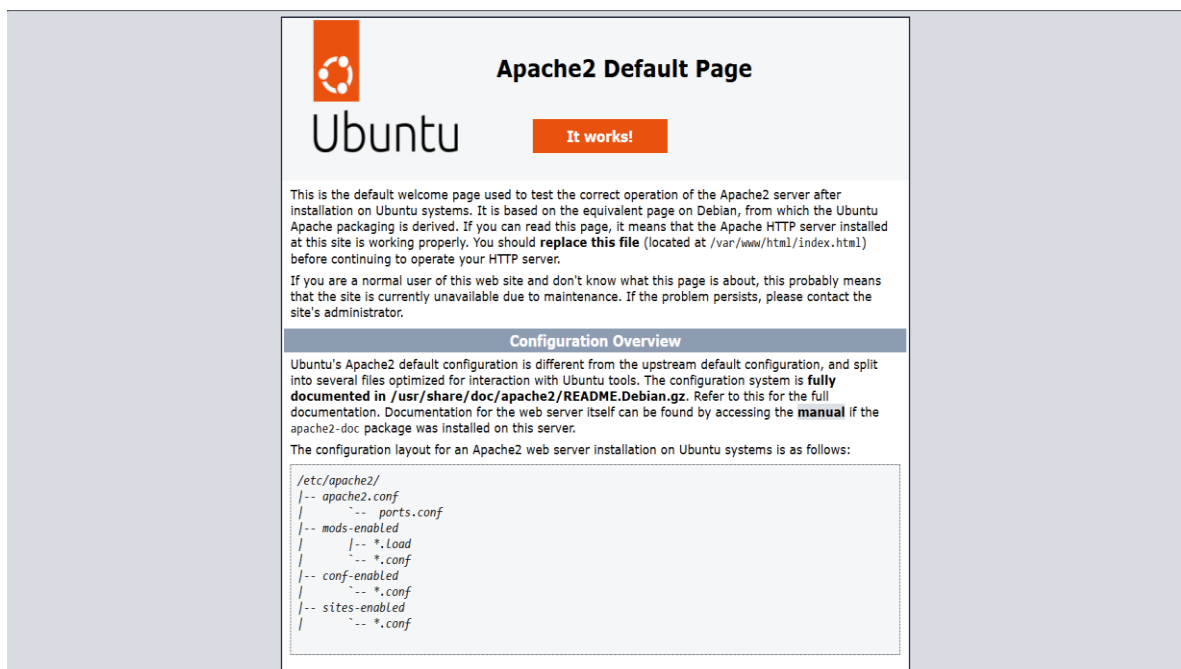 Apache2 Default Page
Ubuntu
It works!
This is the default welcome page used to test the correct operation of the Apache2 server after
installation on Ubuntu systems. It is based on the equivalent page on Debian, from which the Ubuntu
Apache packaging is derived. If you can read this page, it means that the Apache HTTP server installed
at this site is working properly. You should replace this file (located at /var/www/html/index.html)
before continuing to operate your HTTP server.
If you are a normal user of this web site and don't know what this page is about, this probably means
that the site is currently unavailable due to maintenance. If the problem persists, please contact the
site's administrator.
Configuration Overview
Ubuntu's Apache2 default configuration is different from the upstream default configuration, and split
into several files optimized for interaction with Ubuntu tools. The configuration system is fully
documented in /usr/share/doc/apache2/README.Debian.gz. Refer to this for the full
documentation. Documentation for the web server itself can be found by accessing the manual if the
apache2-doc package was installed on this server.
The configuration layout for an Apache2 web server installation on Ubuntu systems is as follows:
/etc/apache2/
|-- apache2.conf
|       `--  ports.conf
|-- mods-enabled
|       |-- *.load
|       `-- *.conf
|-- conf-enabled
|       `-- *.conf
|-- sites-enabled
|       `-- *.conf